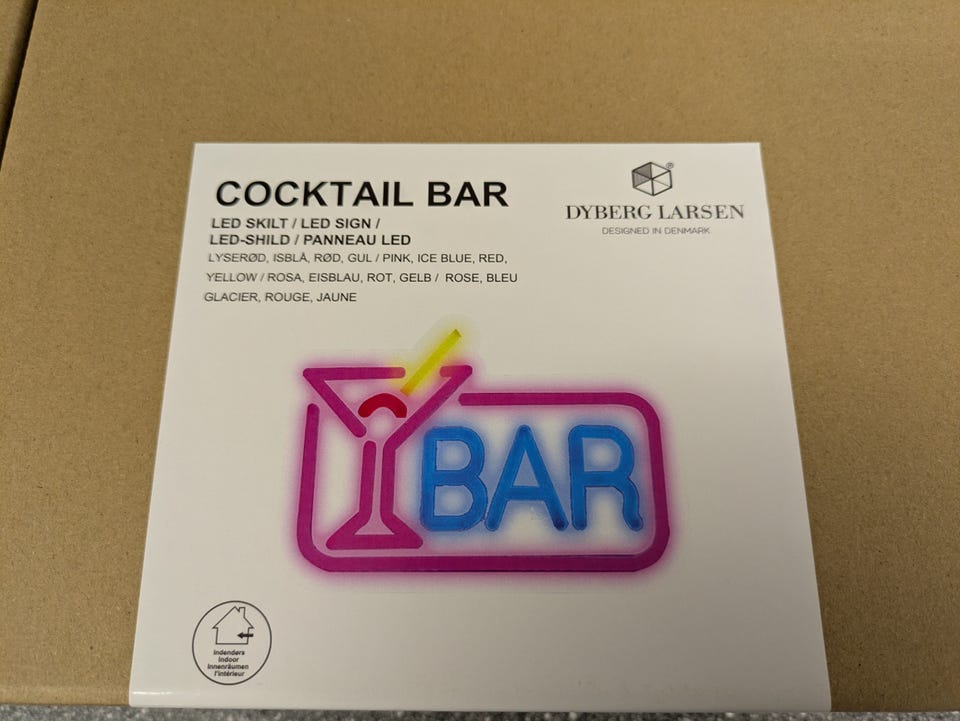 COCKTAIL BAR
LED SKILT / LED SIGN /
LED-SHILD / PANNEAU LED
LYSERØD, ISBLÅ, RØD, GUL / PINK, ICE BLUE, RED,
YELLOW / ROSA, EISBLAU, ROT, GELB / ROSE, BLEU
GLACIER, ROUGE, JAUNE
DYBERG LARSEN
DESIGNED IN DENMARK
BAR
Indendørs
Indoor
Innenräumen
l'intérieur